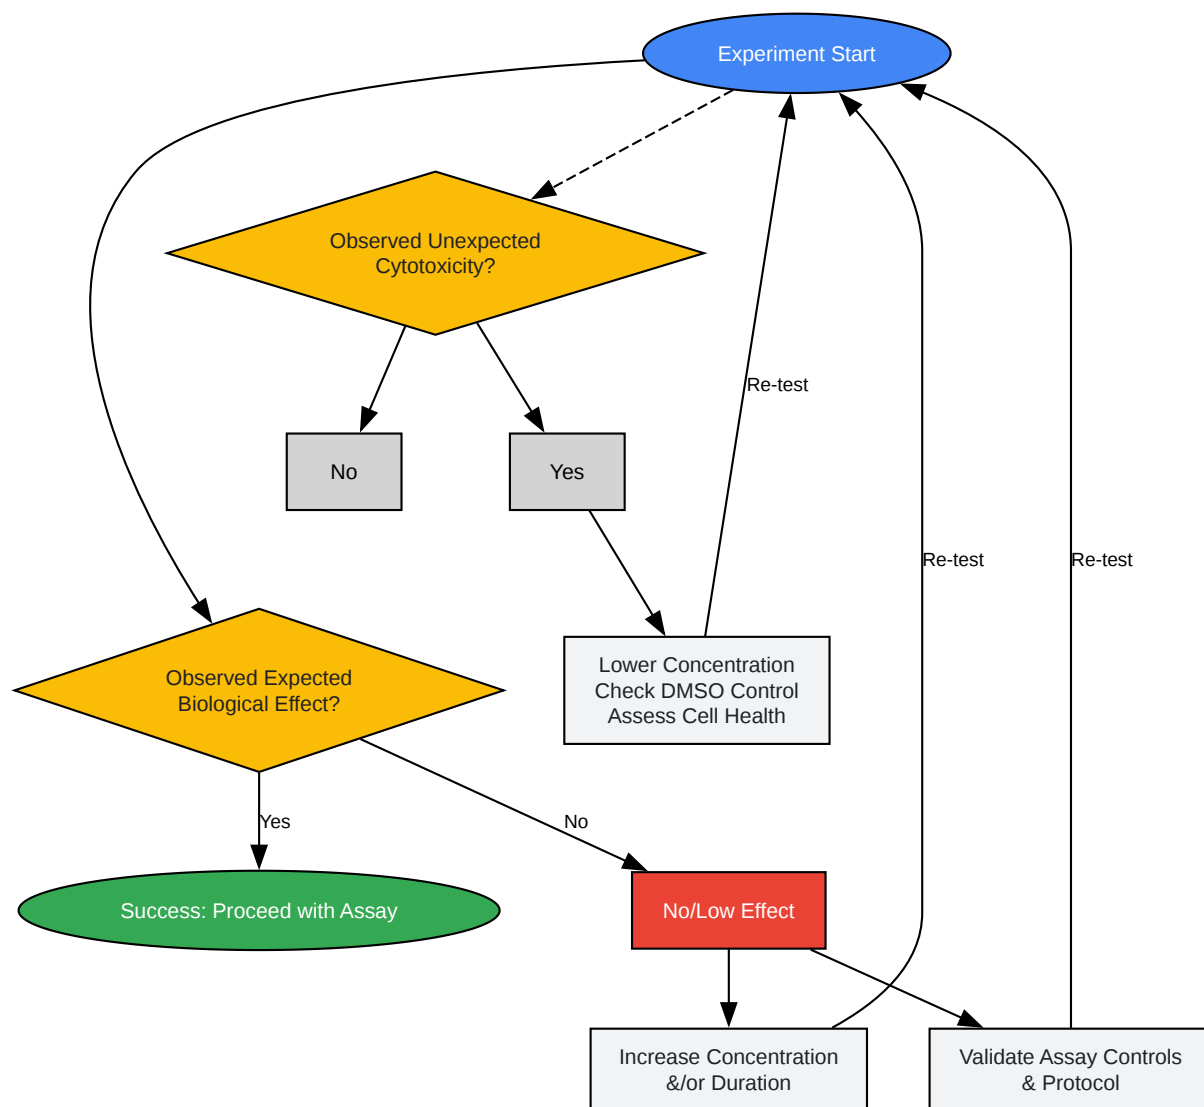 Experiment Start
Observed Unexpected
Cytotoxicity?
Re-test
No
Yes
Re-test
Re-test
Lower Concentration
Check DMSO Control
Assess Cell Health
Observed Expected
Biological Effect?
Yes
No
Success: Proceed with Assay
No/Low Effect
Increase Concentration
&/or Duration
Validate Assay Controls
& Protocol